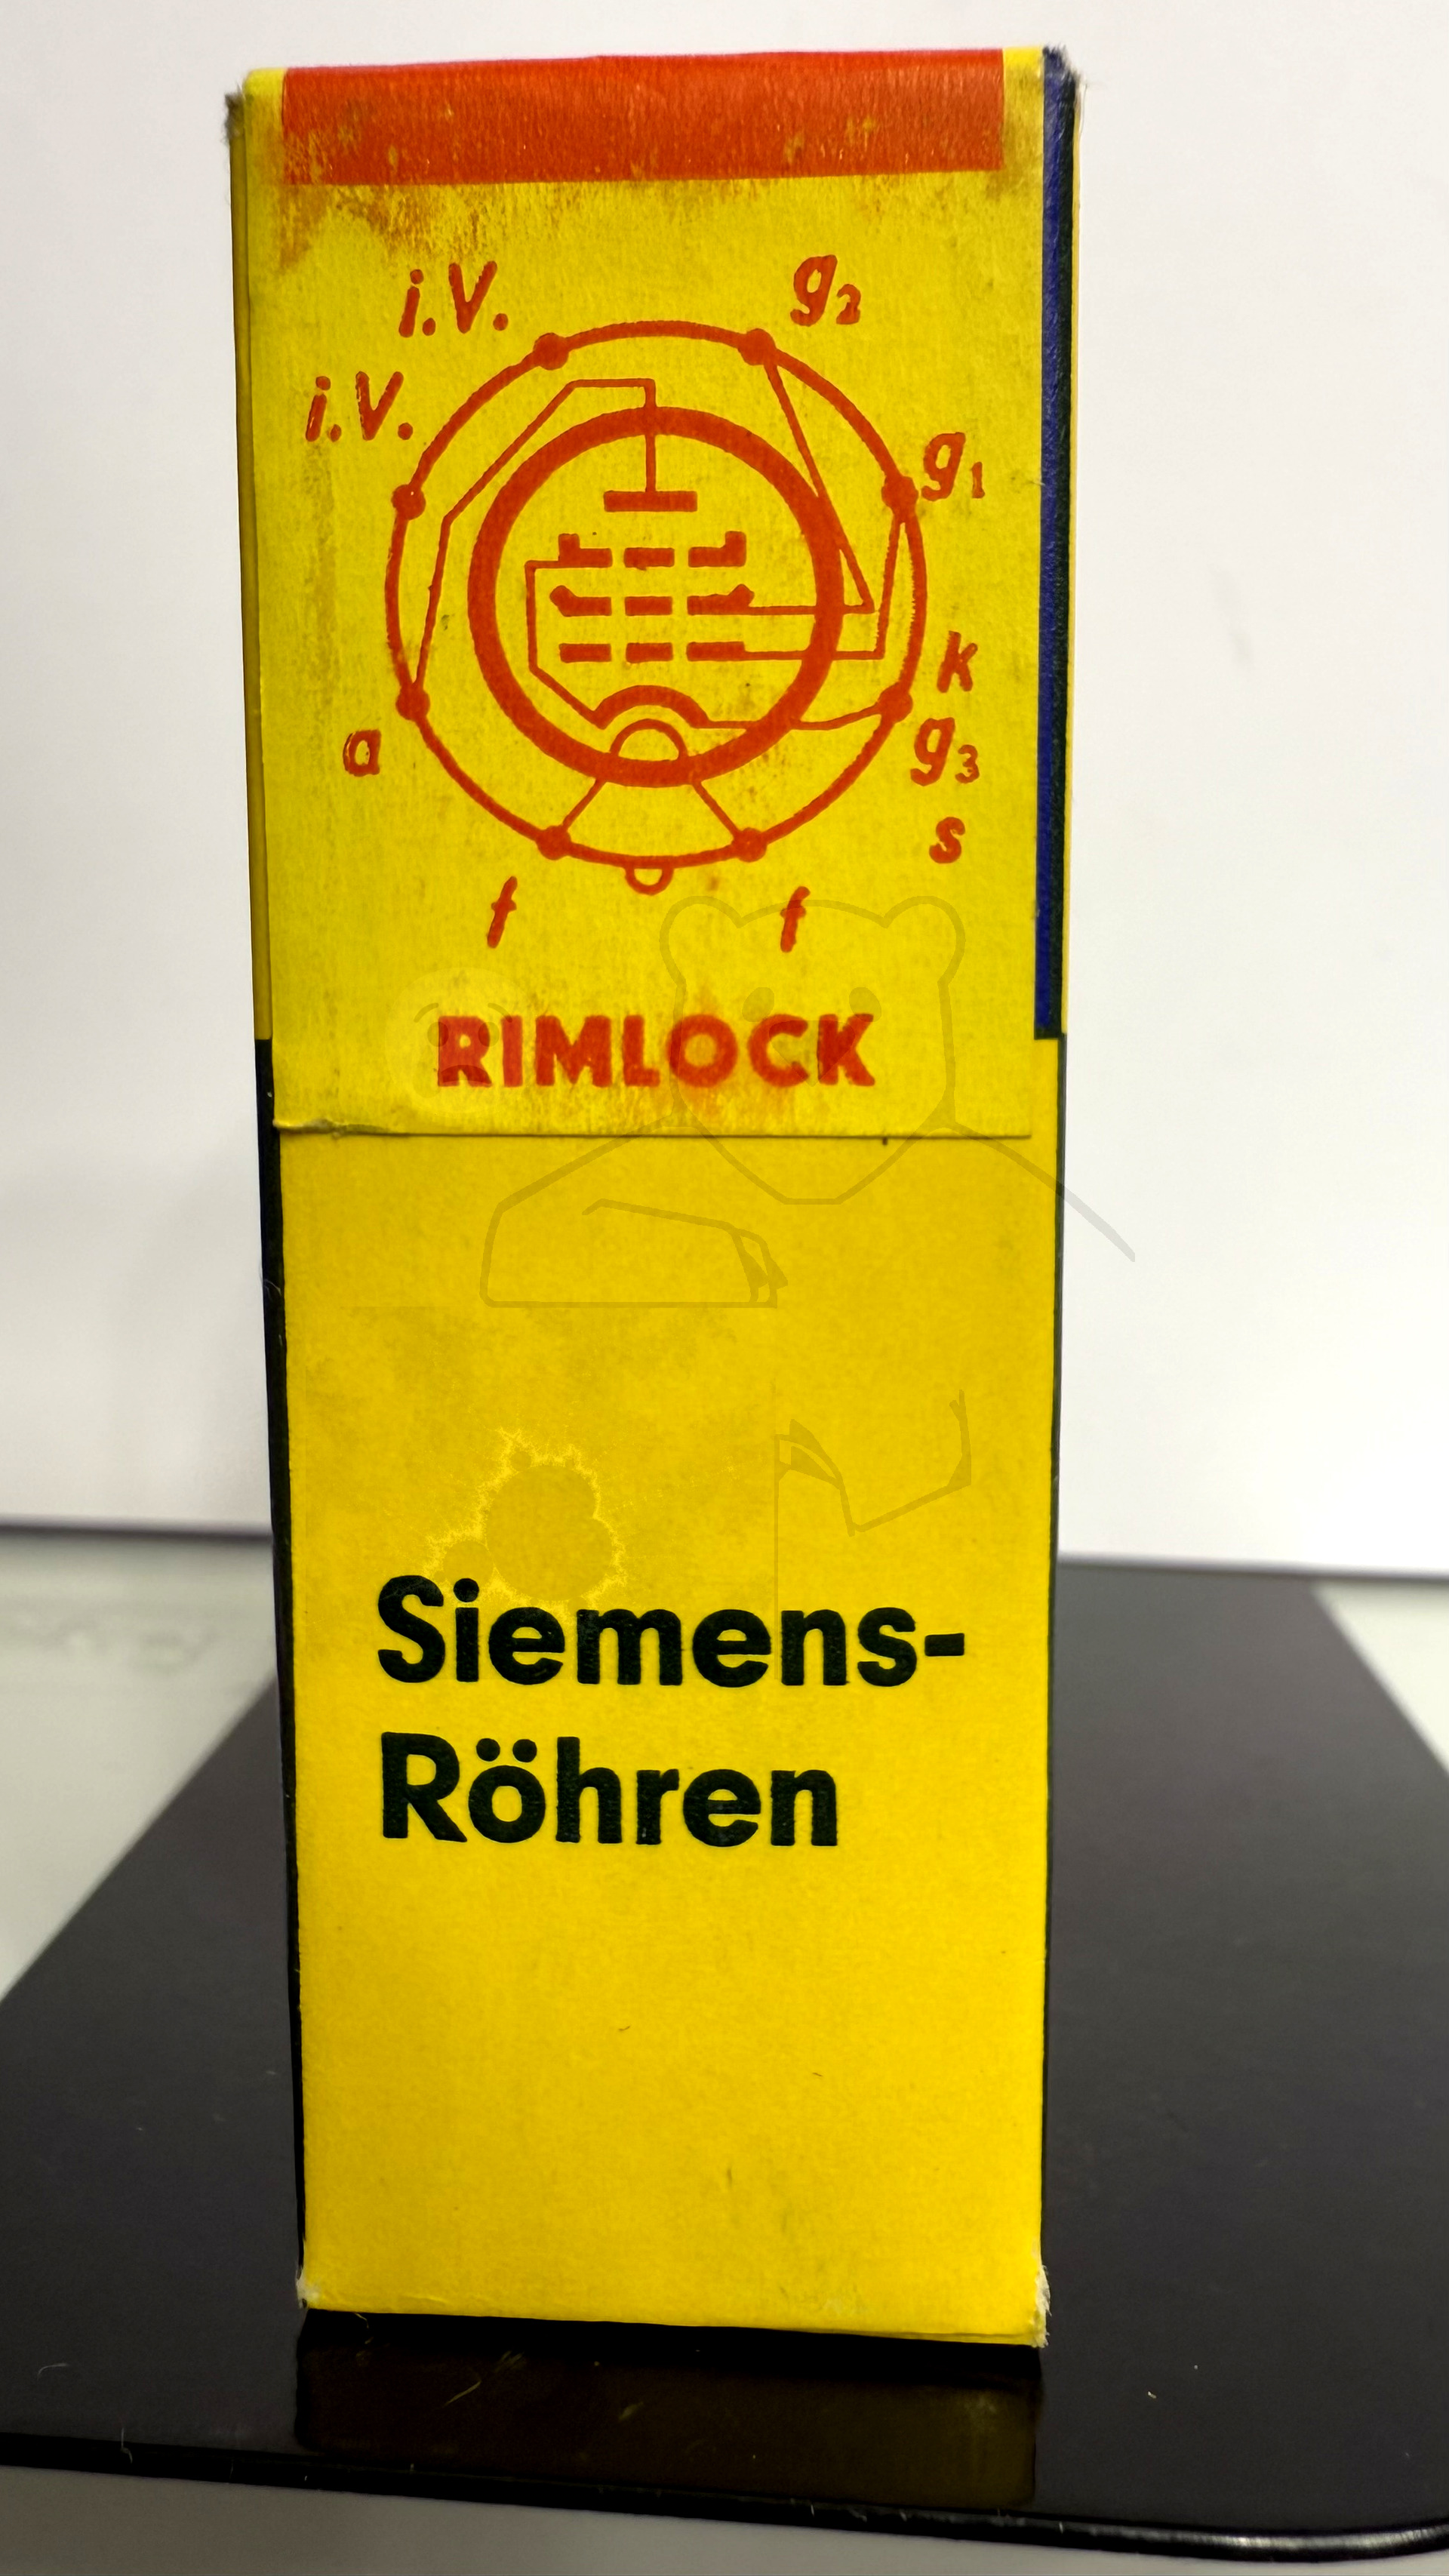 i.V. g₂
i.V. g₁
k
a g₃
s
f f
RIMLOCK
Siemens-
Röhren